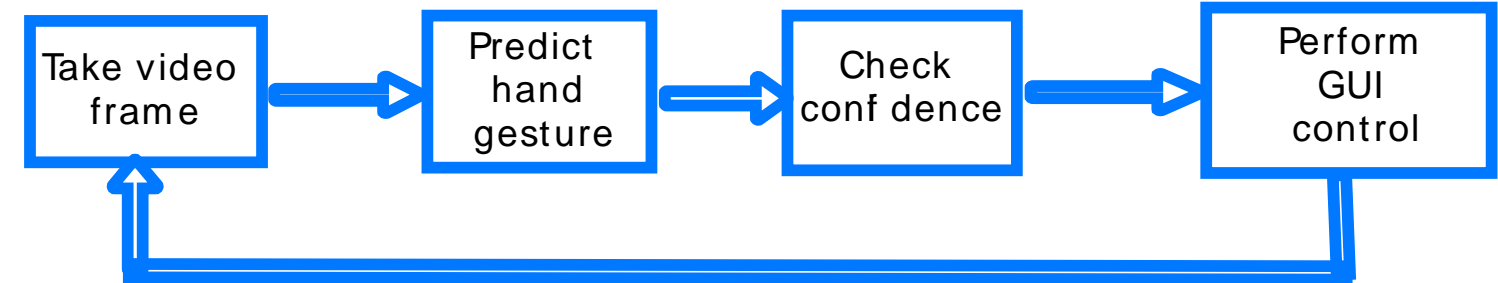 Take video
frame
Predict
hand
gesture
Check
conf dence
Perform
GUI
control